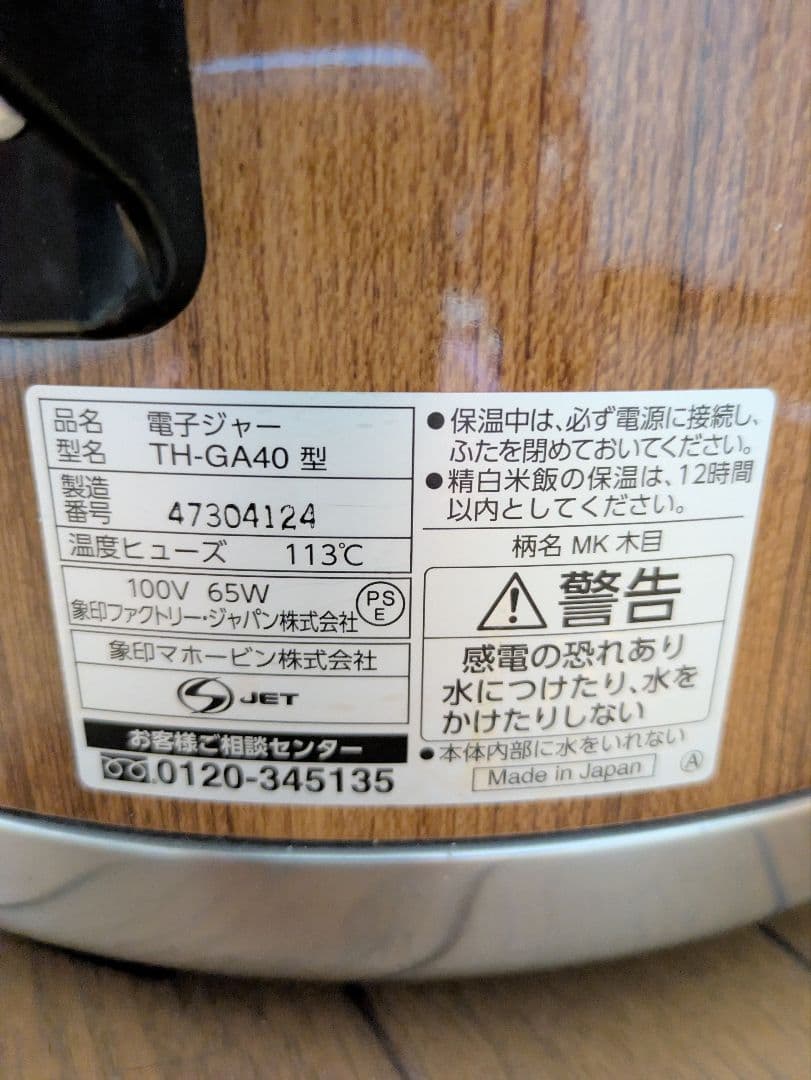 品名 電子ジャー
型名 TH-GA40 型
製造番号 47304124
温度ヒューズ 113℃
100V 65W
象印ファクトリー・ジャパン株式会社
PS
E
象印マホービン株式会社
JET
お客様ご相談センター
0120-345135
●保温中は、必ず電源に接続し、
ふたを閉めておいてください。
●精白米飯の保温は、12時間
以内としてください。
柄名 MK 木目
警告
感電の恐れあり
水につけたり、水を
かけたりしない
●本体内部に水をいれない
Made in Japan
A